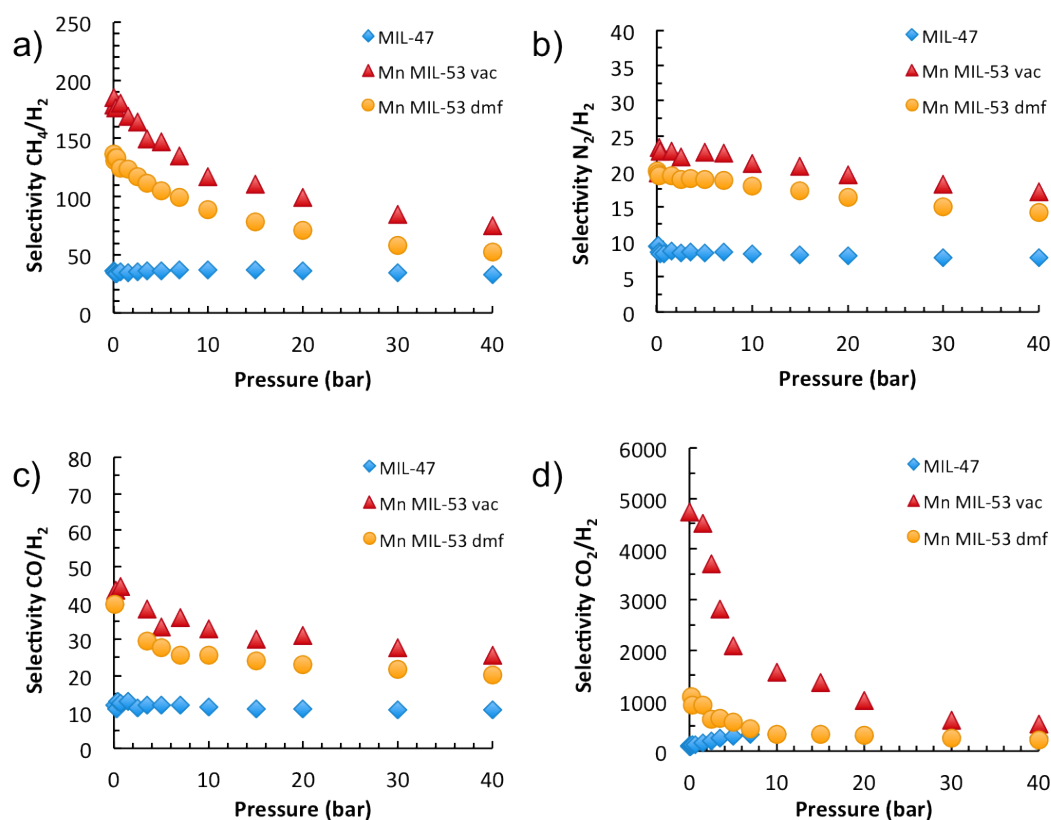 a)
Selectivity CH₄/H₂
250
200
150
100
50
0
MIL-47
Mn MIL-53 vac
Mn MIL-53 dmf
0 10 20 30 40
Pressure (bar)
b)
Selectivity N₂/H₂
40
35
30
25
20
15
10
5
0
MIL-47
Mn MIL-53 vac
Mn MIL-53 dmf
0 10 20 30 40
Pressure (bar)
c)
Selectivity CO/H₂
80
70
60
50
40
30
20
10
0
MIL-47
Mn MIL-53 vac
Mn MIL-53 dmf
0 10 20 30 40
Pressure (bar)
d)
Selectivity CO₂/H₂
6000
5000
4000
3000
2000
1000
0
MIL-47
Mn MIL-53 vac
Mn MIL-53 dmf
0 10 20 30 40
Pressure (bar)